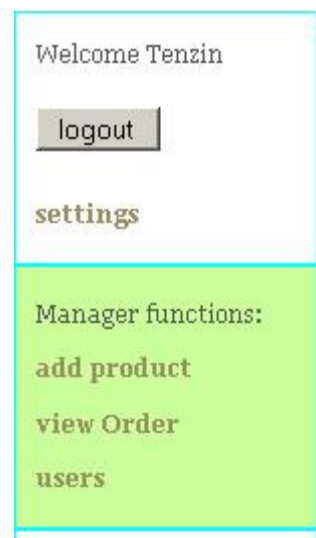 Welcome Tenzin
logout
settings
Manager functions:
add product
view Order
users